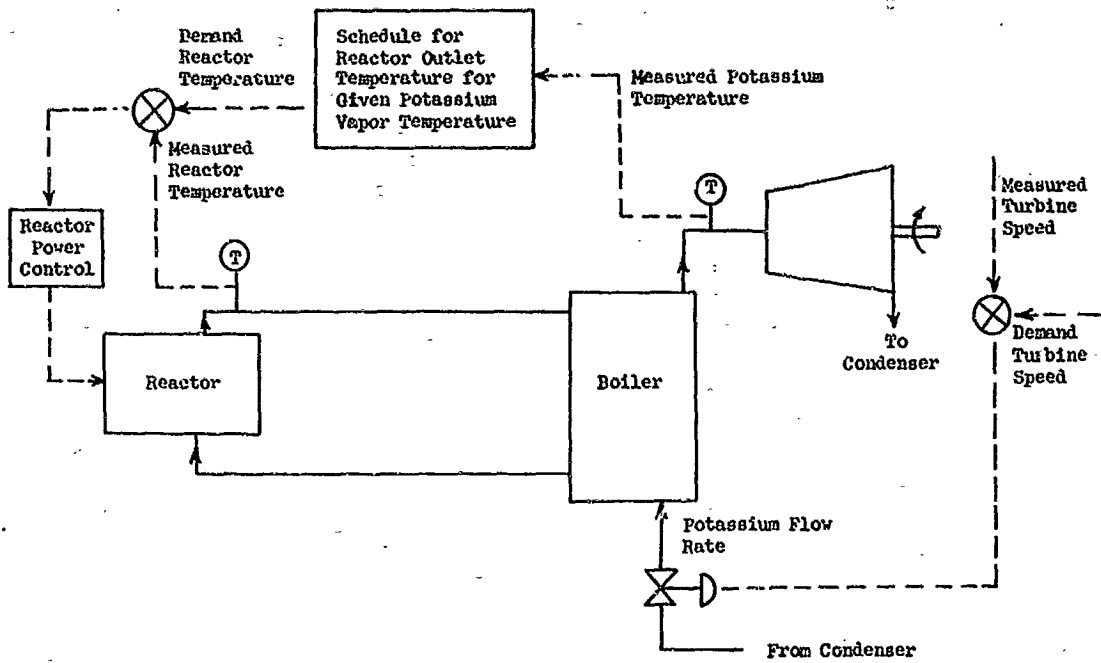 Demand
Reactor
Temperature
Schedule for
Reactor Outlet
Temperature for
Given Potassium
Vapor Temperature
Measured Potassium
Temperature
Measured
Reactor
Temperature
T
Measured
Turbine
Speed
Reactor
Power
Control
T
To
Condenser
Demand
Turbine
Speed
Reactor
Boiler
Potassium Flow
Rate
From Condenser